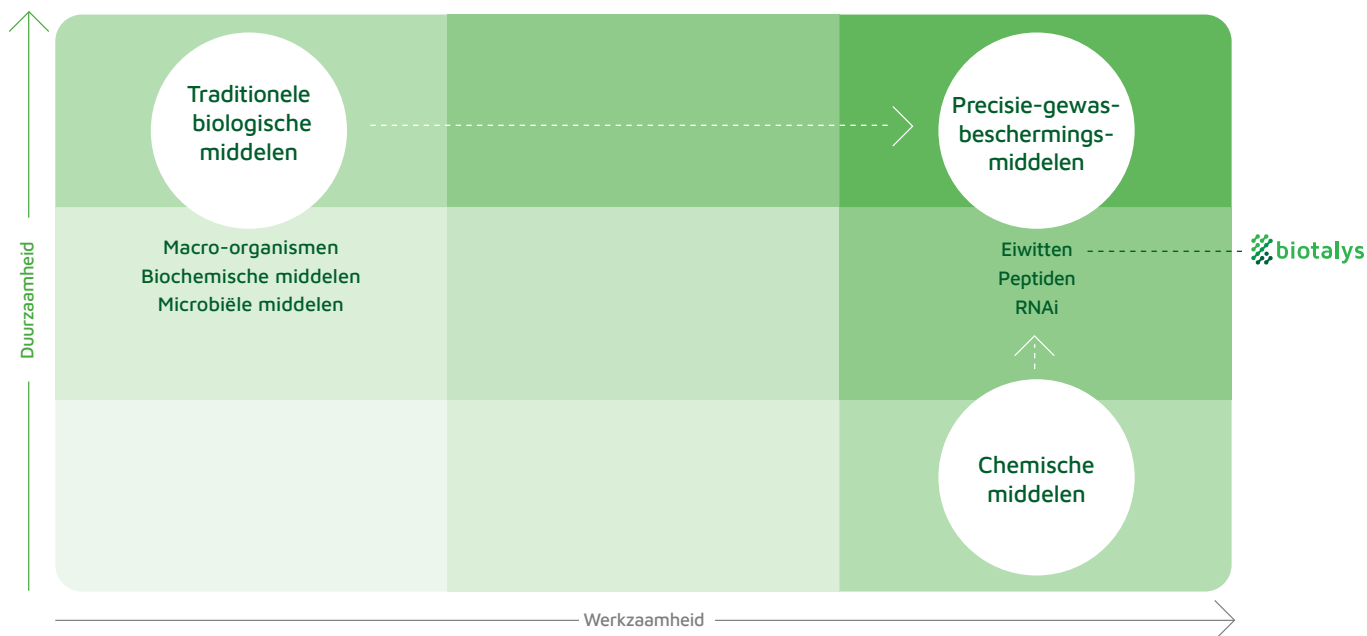 Traditionele
biologische
middelen
Precisie-gewas-
beschermings-
middelen
Macro-organismen
Biochemische middelen
Microbiële middelen
Eiwitten
Peptiden
RNAi
biotalys
Duurzaamheid
Chemische
middelen
Werkzaamheid